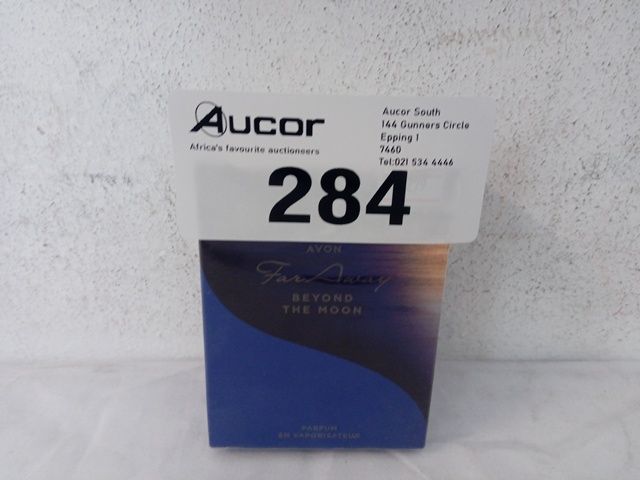 Aucor
Africa's favourite auctioneers
Aucor South
144 Gunners Circle
Epping 1
7460
Tel:021 534 4446
284
AVON
Far Away
BEYOND
THE MOON
PARFUM
EN VAPORISATEUR